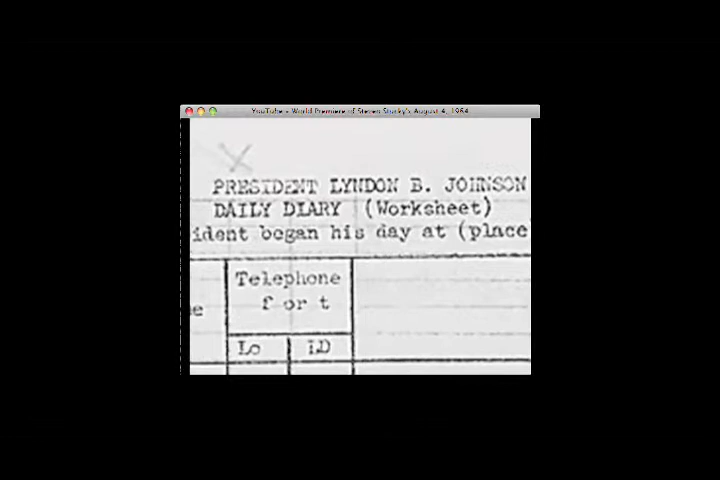 YouTube - World Premiere of Steven Stucky's August 4, 1964
PRESIDENT LYNDON B. JOHNSON
DAILY DIARY (Worksheet)
ident began his day at (place
Telephone
f or t
e
Lo LD